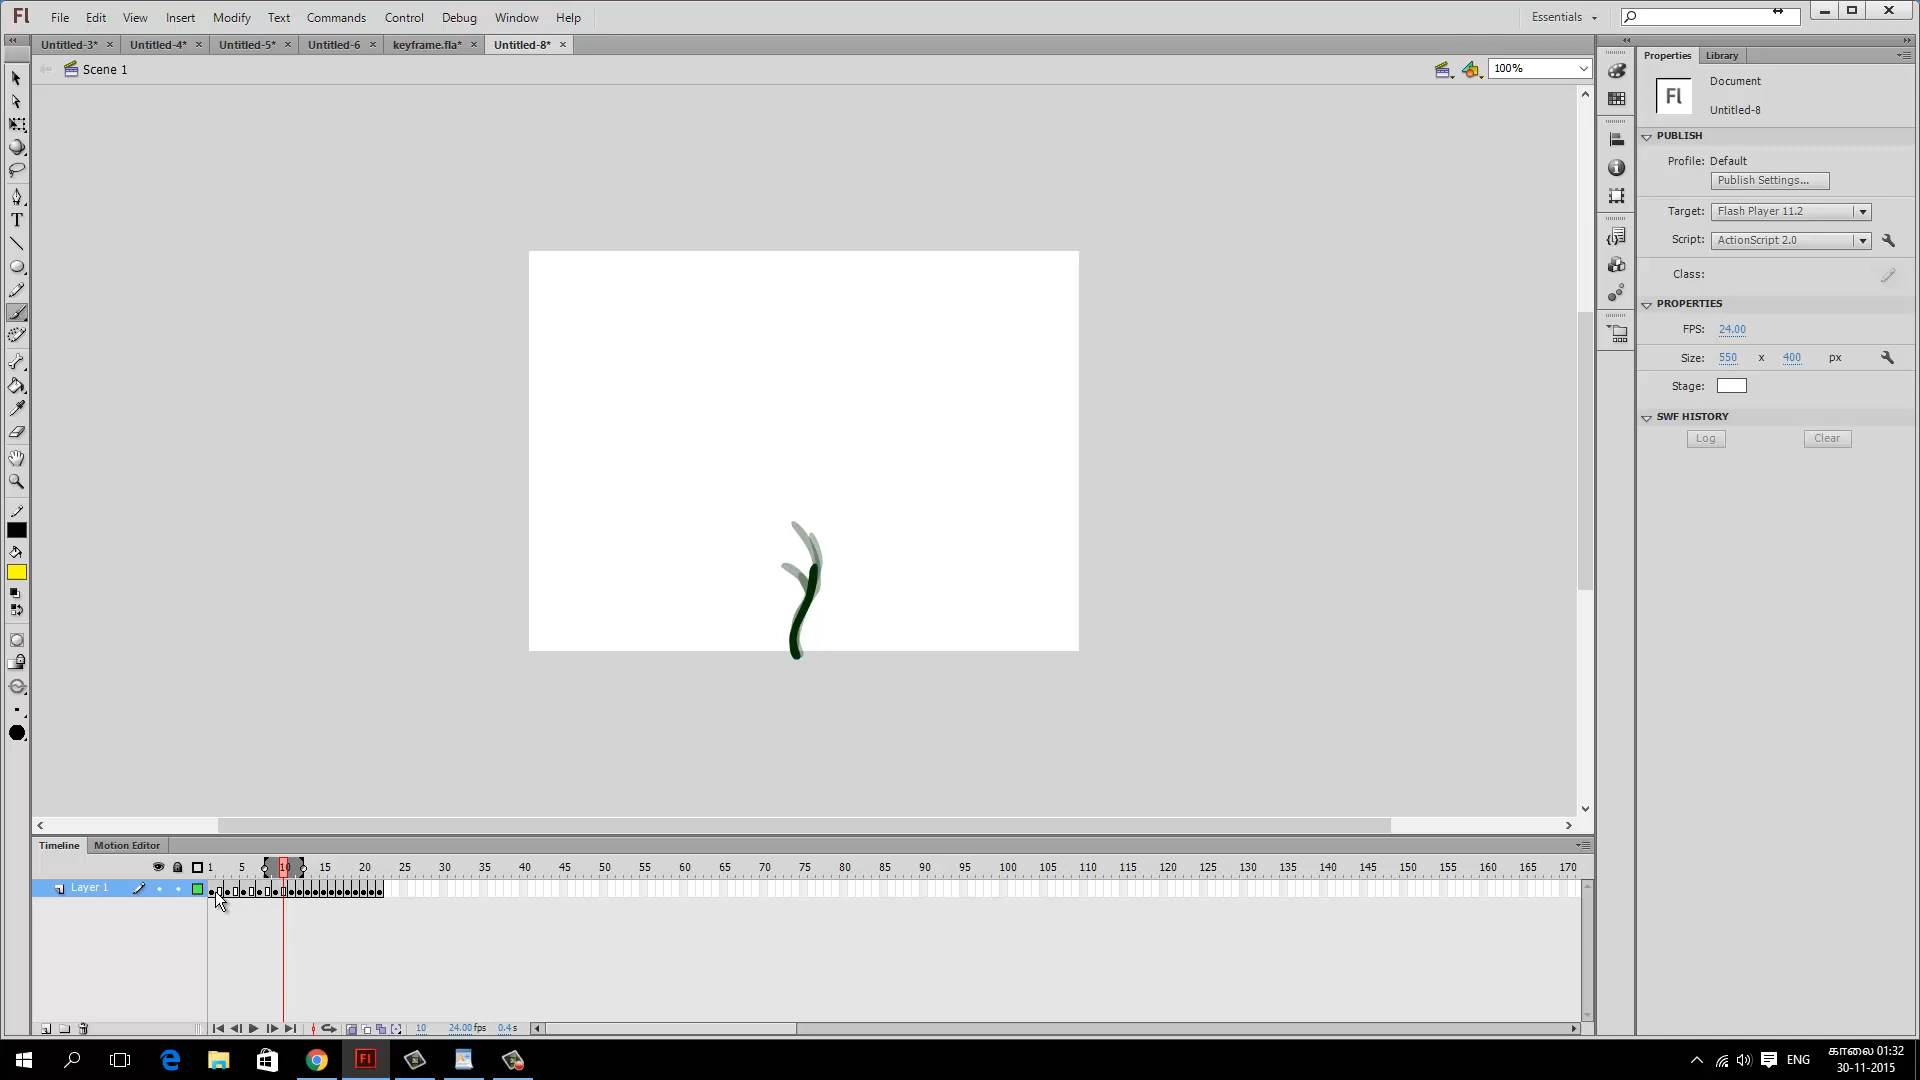 Fl File Edit View Insert Modify Text Commands Control Debug Window Help Essentials
Untitled-3* × Untitled-4* × Untitled-5* × Untitled-6 × keyframe.fla* × Untitled-8* ×
Scene 1 100%
Properties Library
Fl Document
Untitled-8
PUBLISH
Profile: Default
Publish Settings...
Target: Flash Player 11.2
Script: ActionScript 2.0
Class:
PROPERTIES
FPS: 24.00
Size: 550 x 400 px
Stage:
SWF HISTORY
Log Clear
T
Timeline Motion Editor
1 5 10 15 20 25 30 35 40 45 50 55 60 65 70 75 80 85 90 95 100 105 110 115 120 125 130 135 140 145 150 155 160 165 170
Layer 1
10 24.00 fps 0.4 s
Fl ENG காலை 01:32
30-11-2015